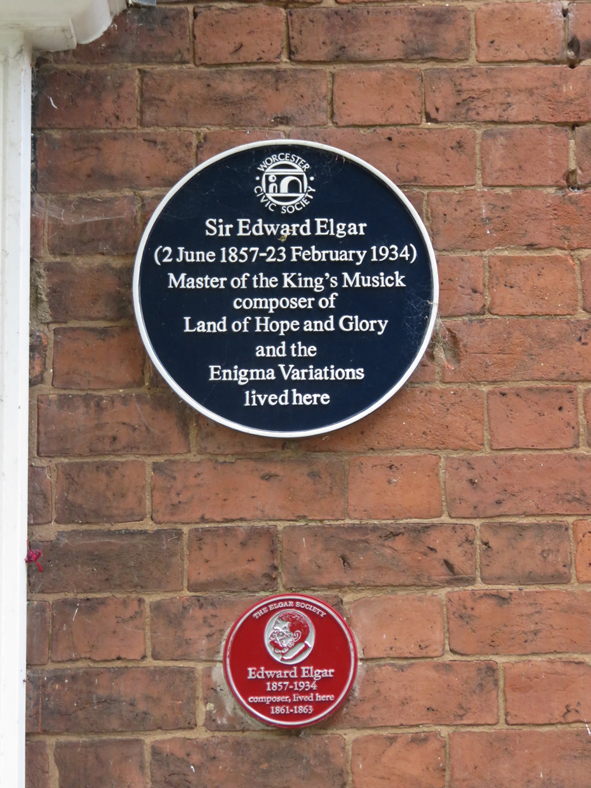 WORCESTER
CIVIC SOCIETY
Sir Edward Elgar
(2 June 1857-23 February 1934)
Master of the King's Musick
composer of
Land of Hope and Glory
and the
Enigma Variations
lived here
THE ELGAR SOCIETY
Edward Elgar
1857-1934
composer, lived here
1861-1863